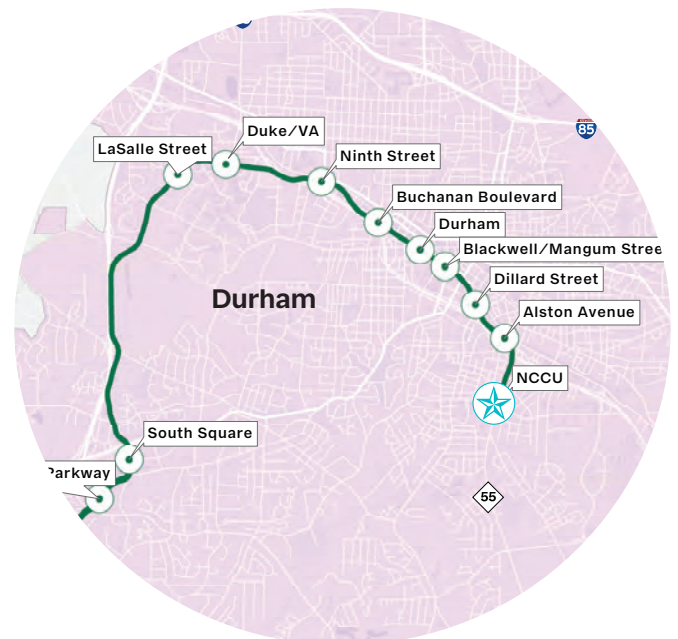 85
Duke/VA
LaSalle Street
Ninth Street
Buchanan Boulevard
Durham
Blackwell/Mangum Stree
Dillard Street
Durham
Alston Avenue
NCCU
South Square
Parkway
55